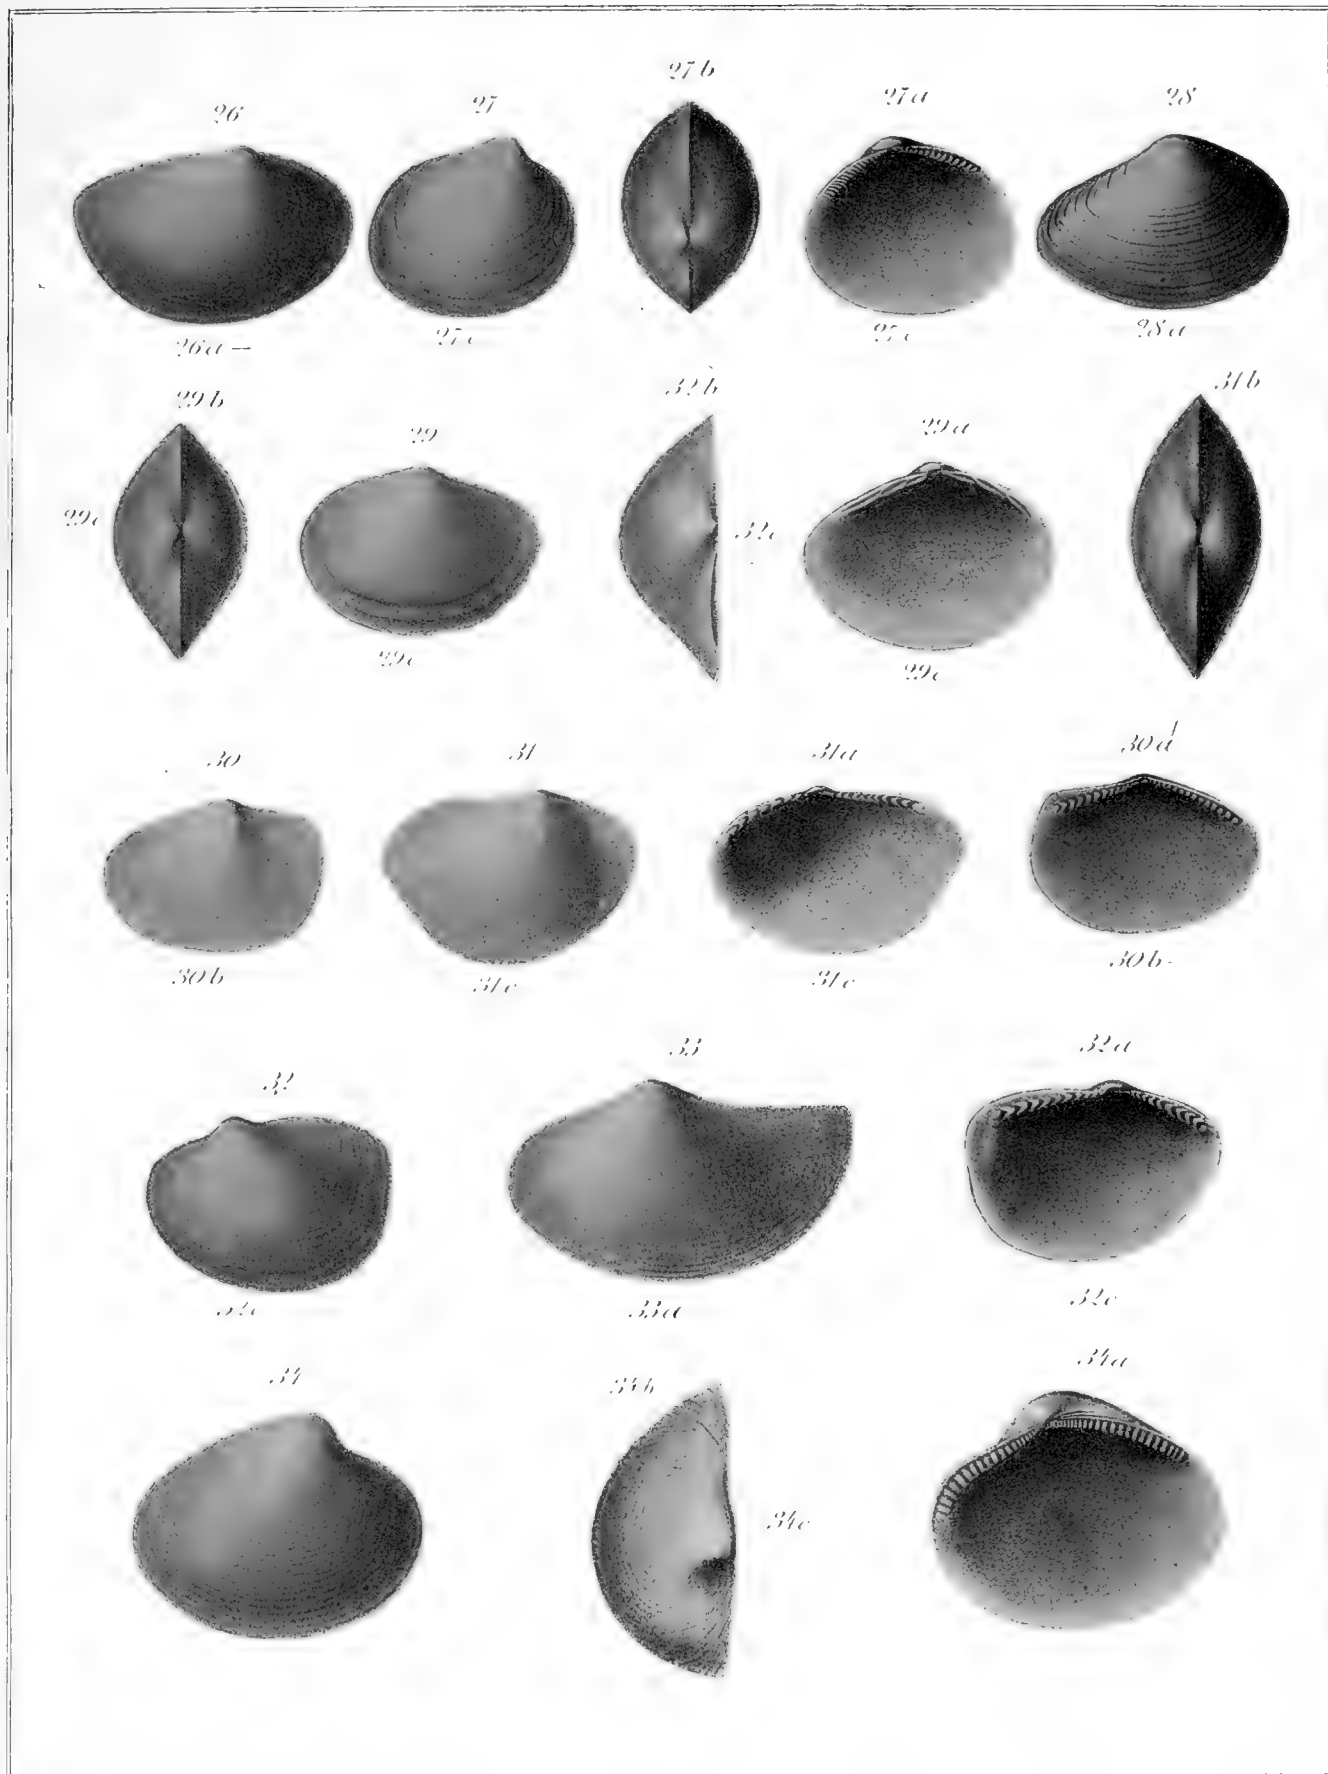 26 27 27b 27a 28
26a — 27c 27c 28a
29b 29 32b 29a 31b
29c 32c
29c 29c
30 31 31a 30a
30b 31c 31c 30b
32 33 32a
32c 33a 32c
34 34b 34a
34c